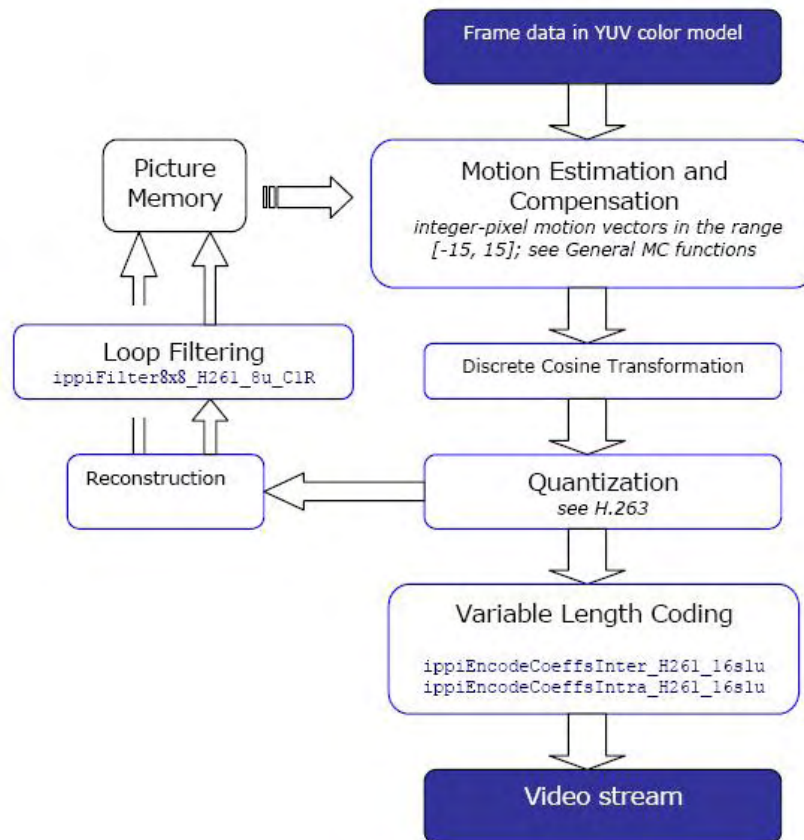 Frame data in YUV color model
Picture
Memory
Motion Estimation and
Compensation
integer-pixel motion vectors in the range
[-15, 15]; see General MC functions
Loop Filtering
ippiFilter8x8_H261_8u_C1R
Discrete Cosine Transformation
Reconstruction
Quantization
see H.263
Variable Length Coding
ippiEncodeCoeffsInter_H261_16s1u
ippiEncodeCoeffsIntra_H261_16s1u
Video stream